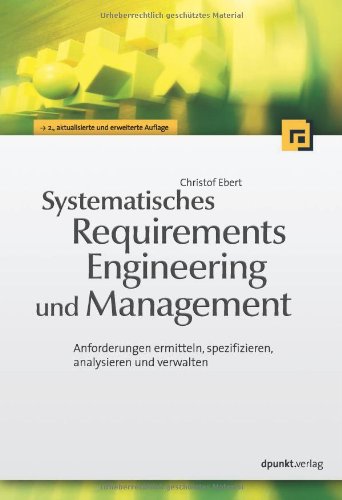 Urheberrechtlich geschütztes Material
→ 2., aktualisierte und erweiterte Auflage
Christof Ebert
Systematisches
Requirements
Engineering
und Management
Anforderungen ermitteln, spezifizieren,
analysieren und verwalten
dpunkt.verlag